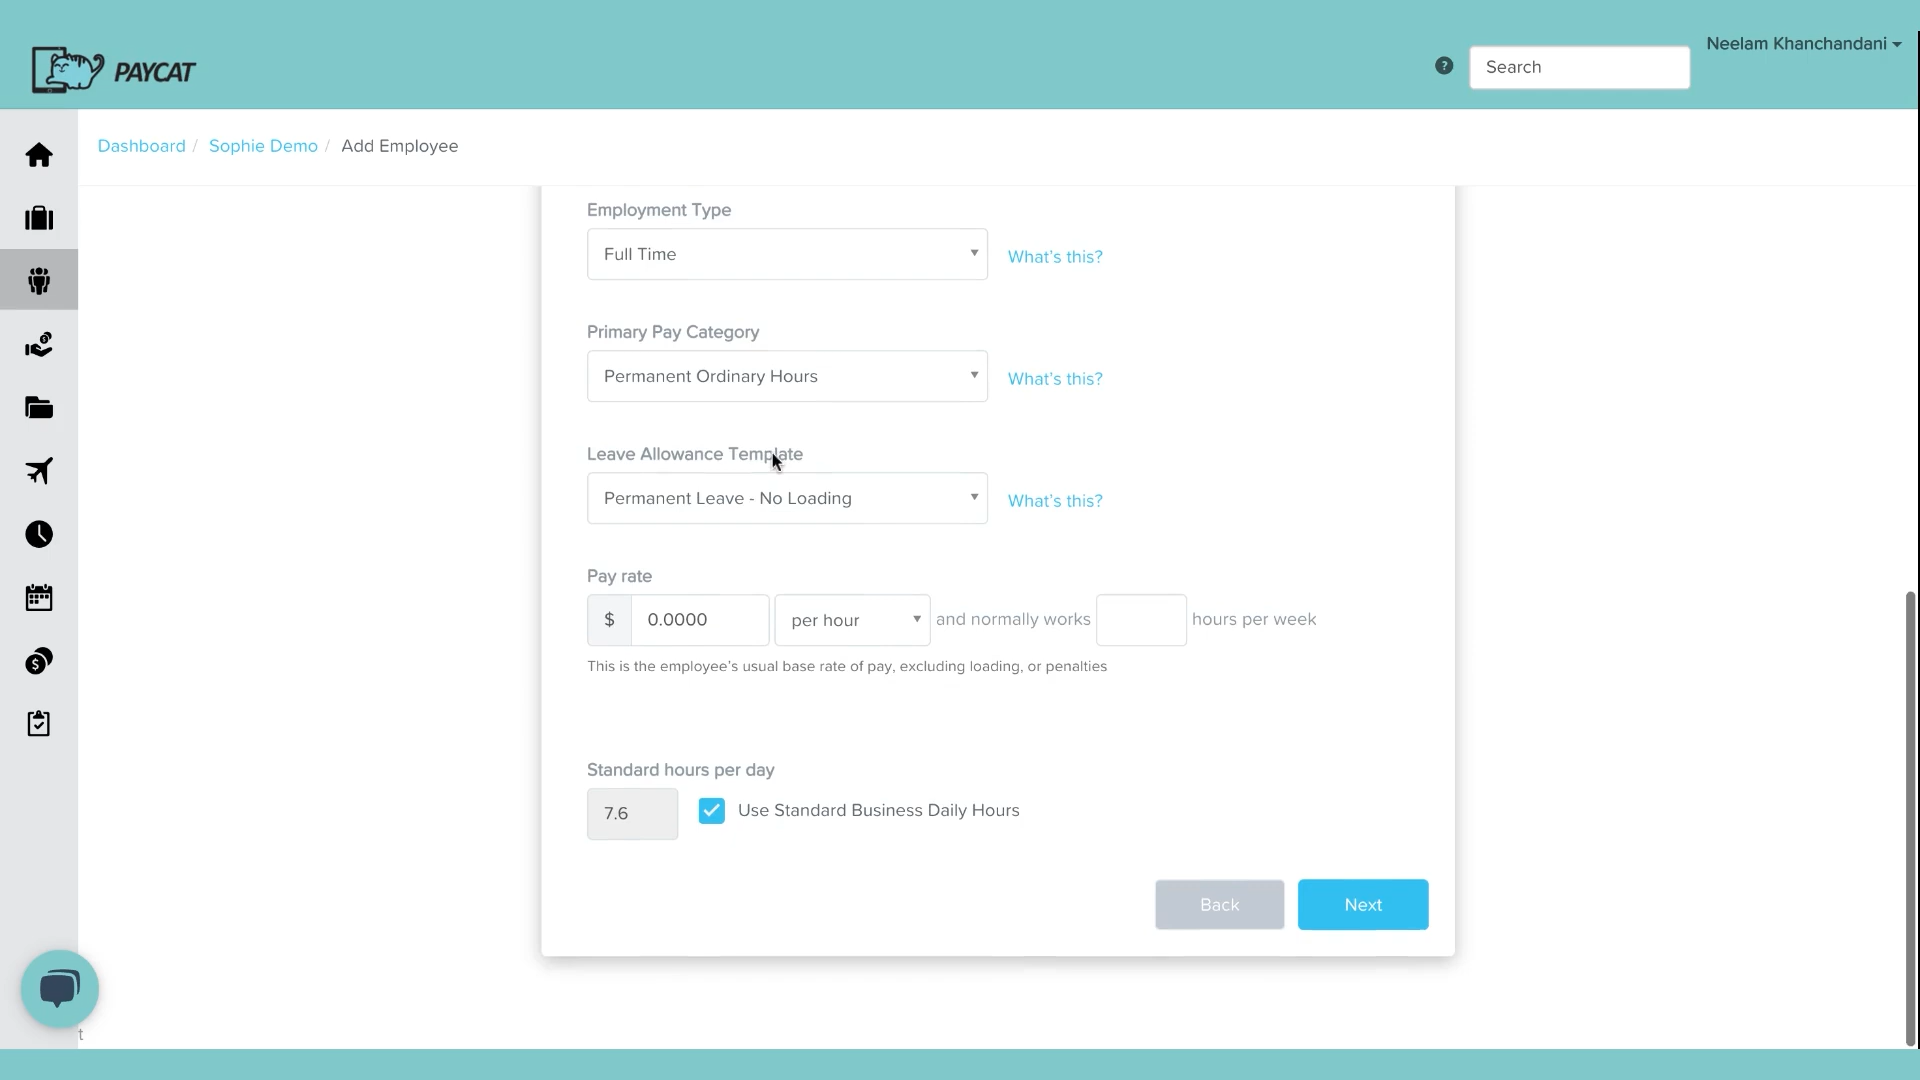 PAYCAT
?
Search
Neelam Khanchandani
Dashboard / Sophie Demo / Add Employee
Employment Type
Full Time
What's this?
Primary Pay Category
Permanent Ordinary Hours
What's this?
Leave Allowance Template
Permanent Leave - No Loading
What's this?
Pay rate
$ 0.0000 per hour and normally works hours per week
This is the employee's usual base rate of pay, excluding loading, or penalties
Standard hours per day
7.6 Use Standard Business Daily Hours
Back Next
t